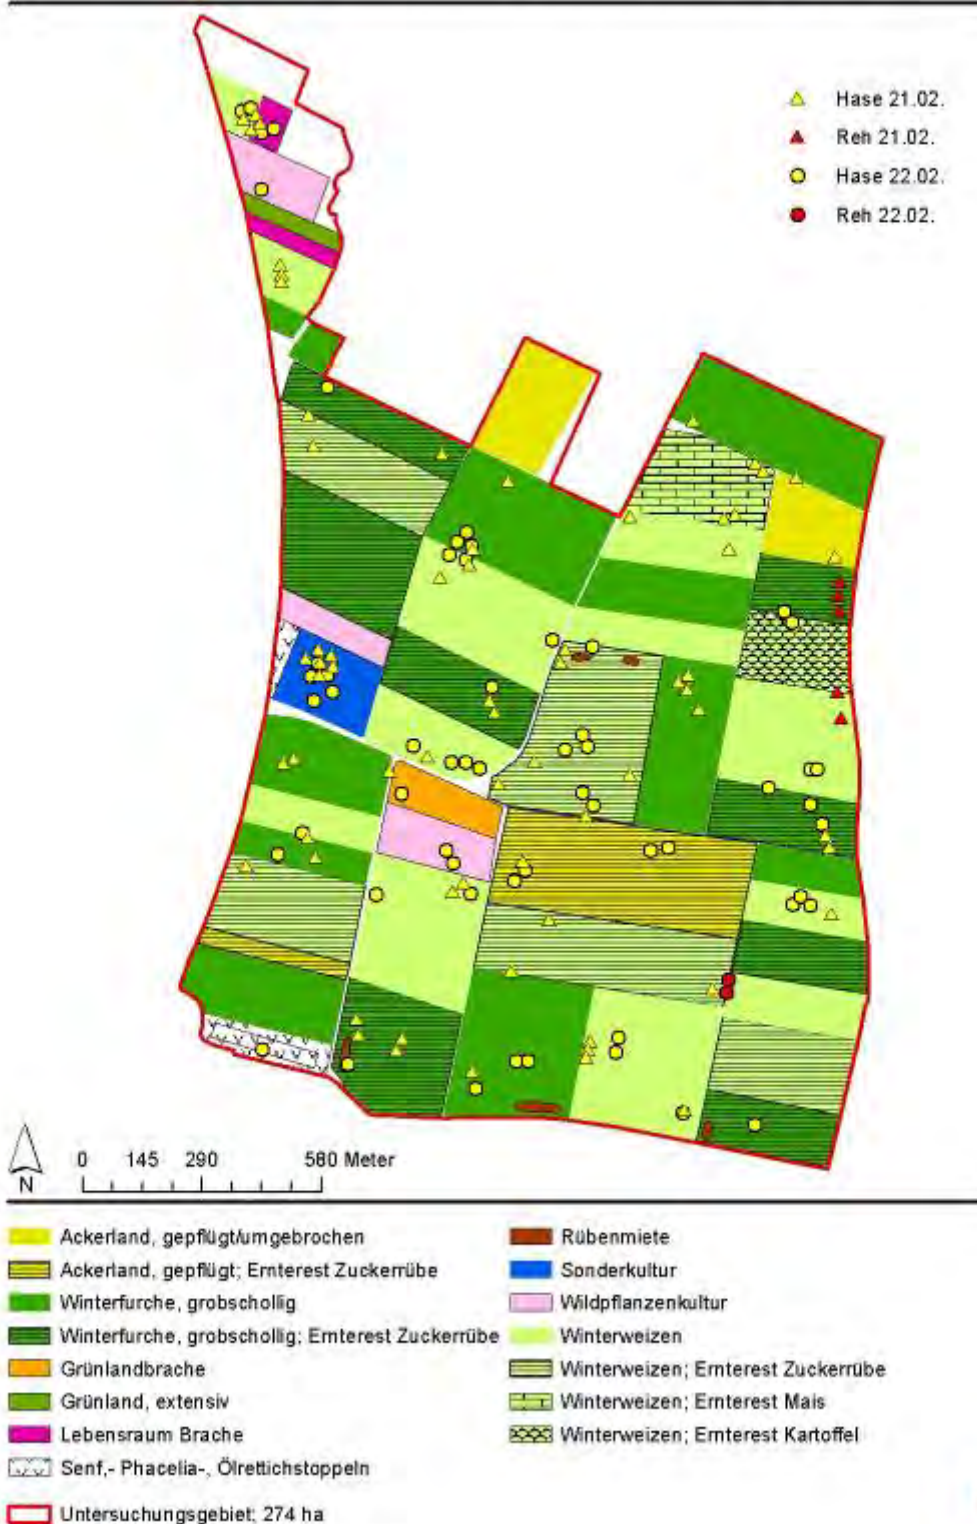 Hase 21.02.
Reh 21.02.
Hase 22.02.
Reh 22.02.
N
0 145 290 580 Meter
Ackerland, gepflügt/umgebrochen
Ackerland, gepflügt; Ernterest Zuckerrübe
Winterfurche, grobschollig
Winterfurche, grobschollig; Ernterest Zuckerrübe
Grünlandbrache
Grünland, extensiv
Lebensraum Brache
Senf,- Phacelia-, Ölrettichstoppeln
Untersuchungsgebiet; 274 ha
Rübenmiete
Sonderkultur
Wildpflanzenkultur
Winterweizen
Winterweizen; Ernterest Zuckerrübe
Winterweizen; Ernterest Mais
Winterweizen; Ernterest Kartoffel